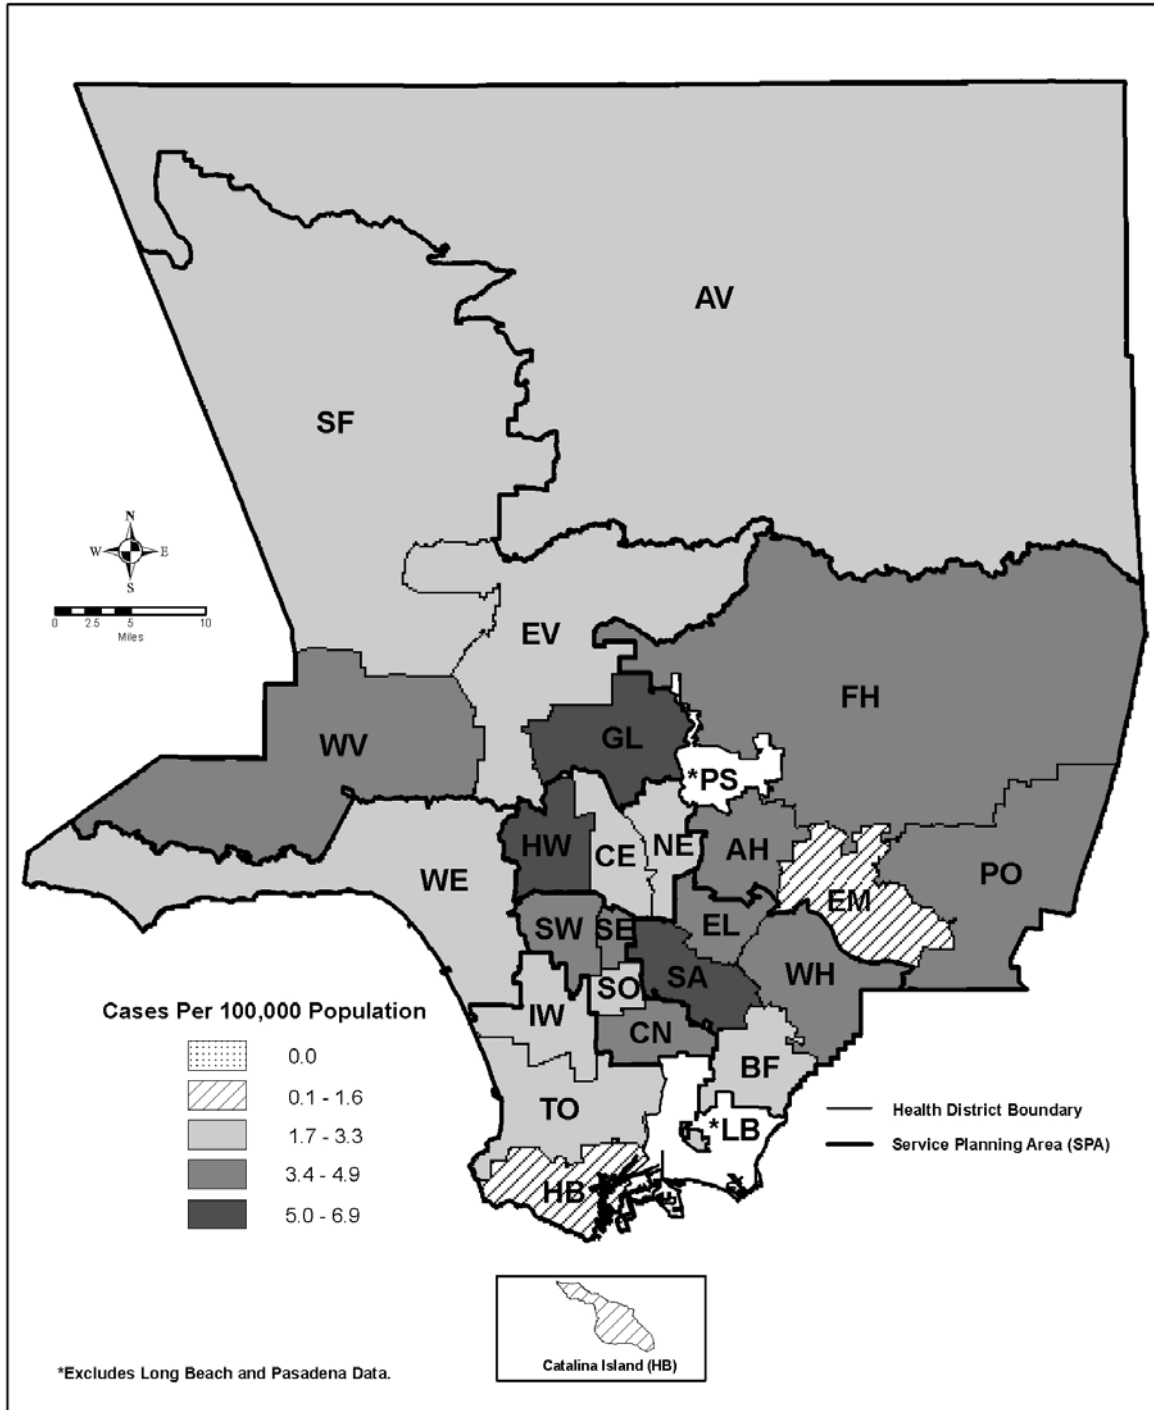 AV
SF
N
W E
S
0 2.5 5 10
Miles
EV
FH
WV
GL
*PS
HW
CE
NE
AH
PO
WE
EM
SW
SE
EL
WH
SA
SO
IW
CN
BF
TO
*LB
HB
Cases Per 100,000 Population
0.0
0.1 - 1.6
1.7 - 3.3
3.4 - 4.9
5.0 - 6.9
Health District Boundary
Service Planning Area (SPA)
Catalina Island (HB)
*Excludes Long Beach and Pasadena Data.